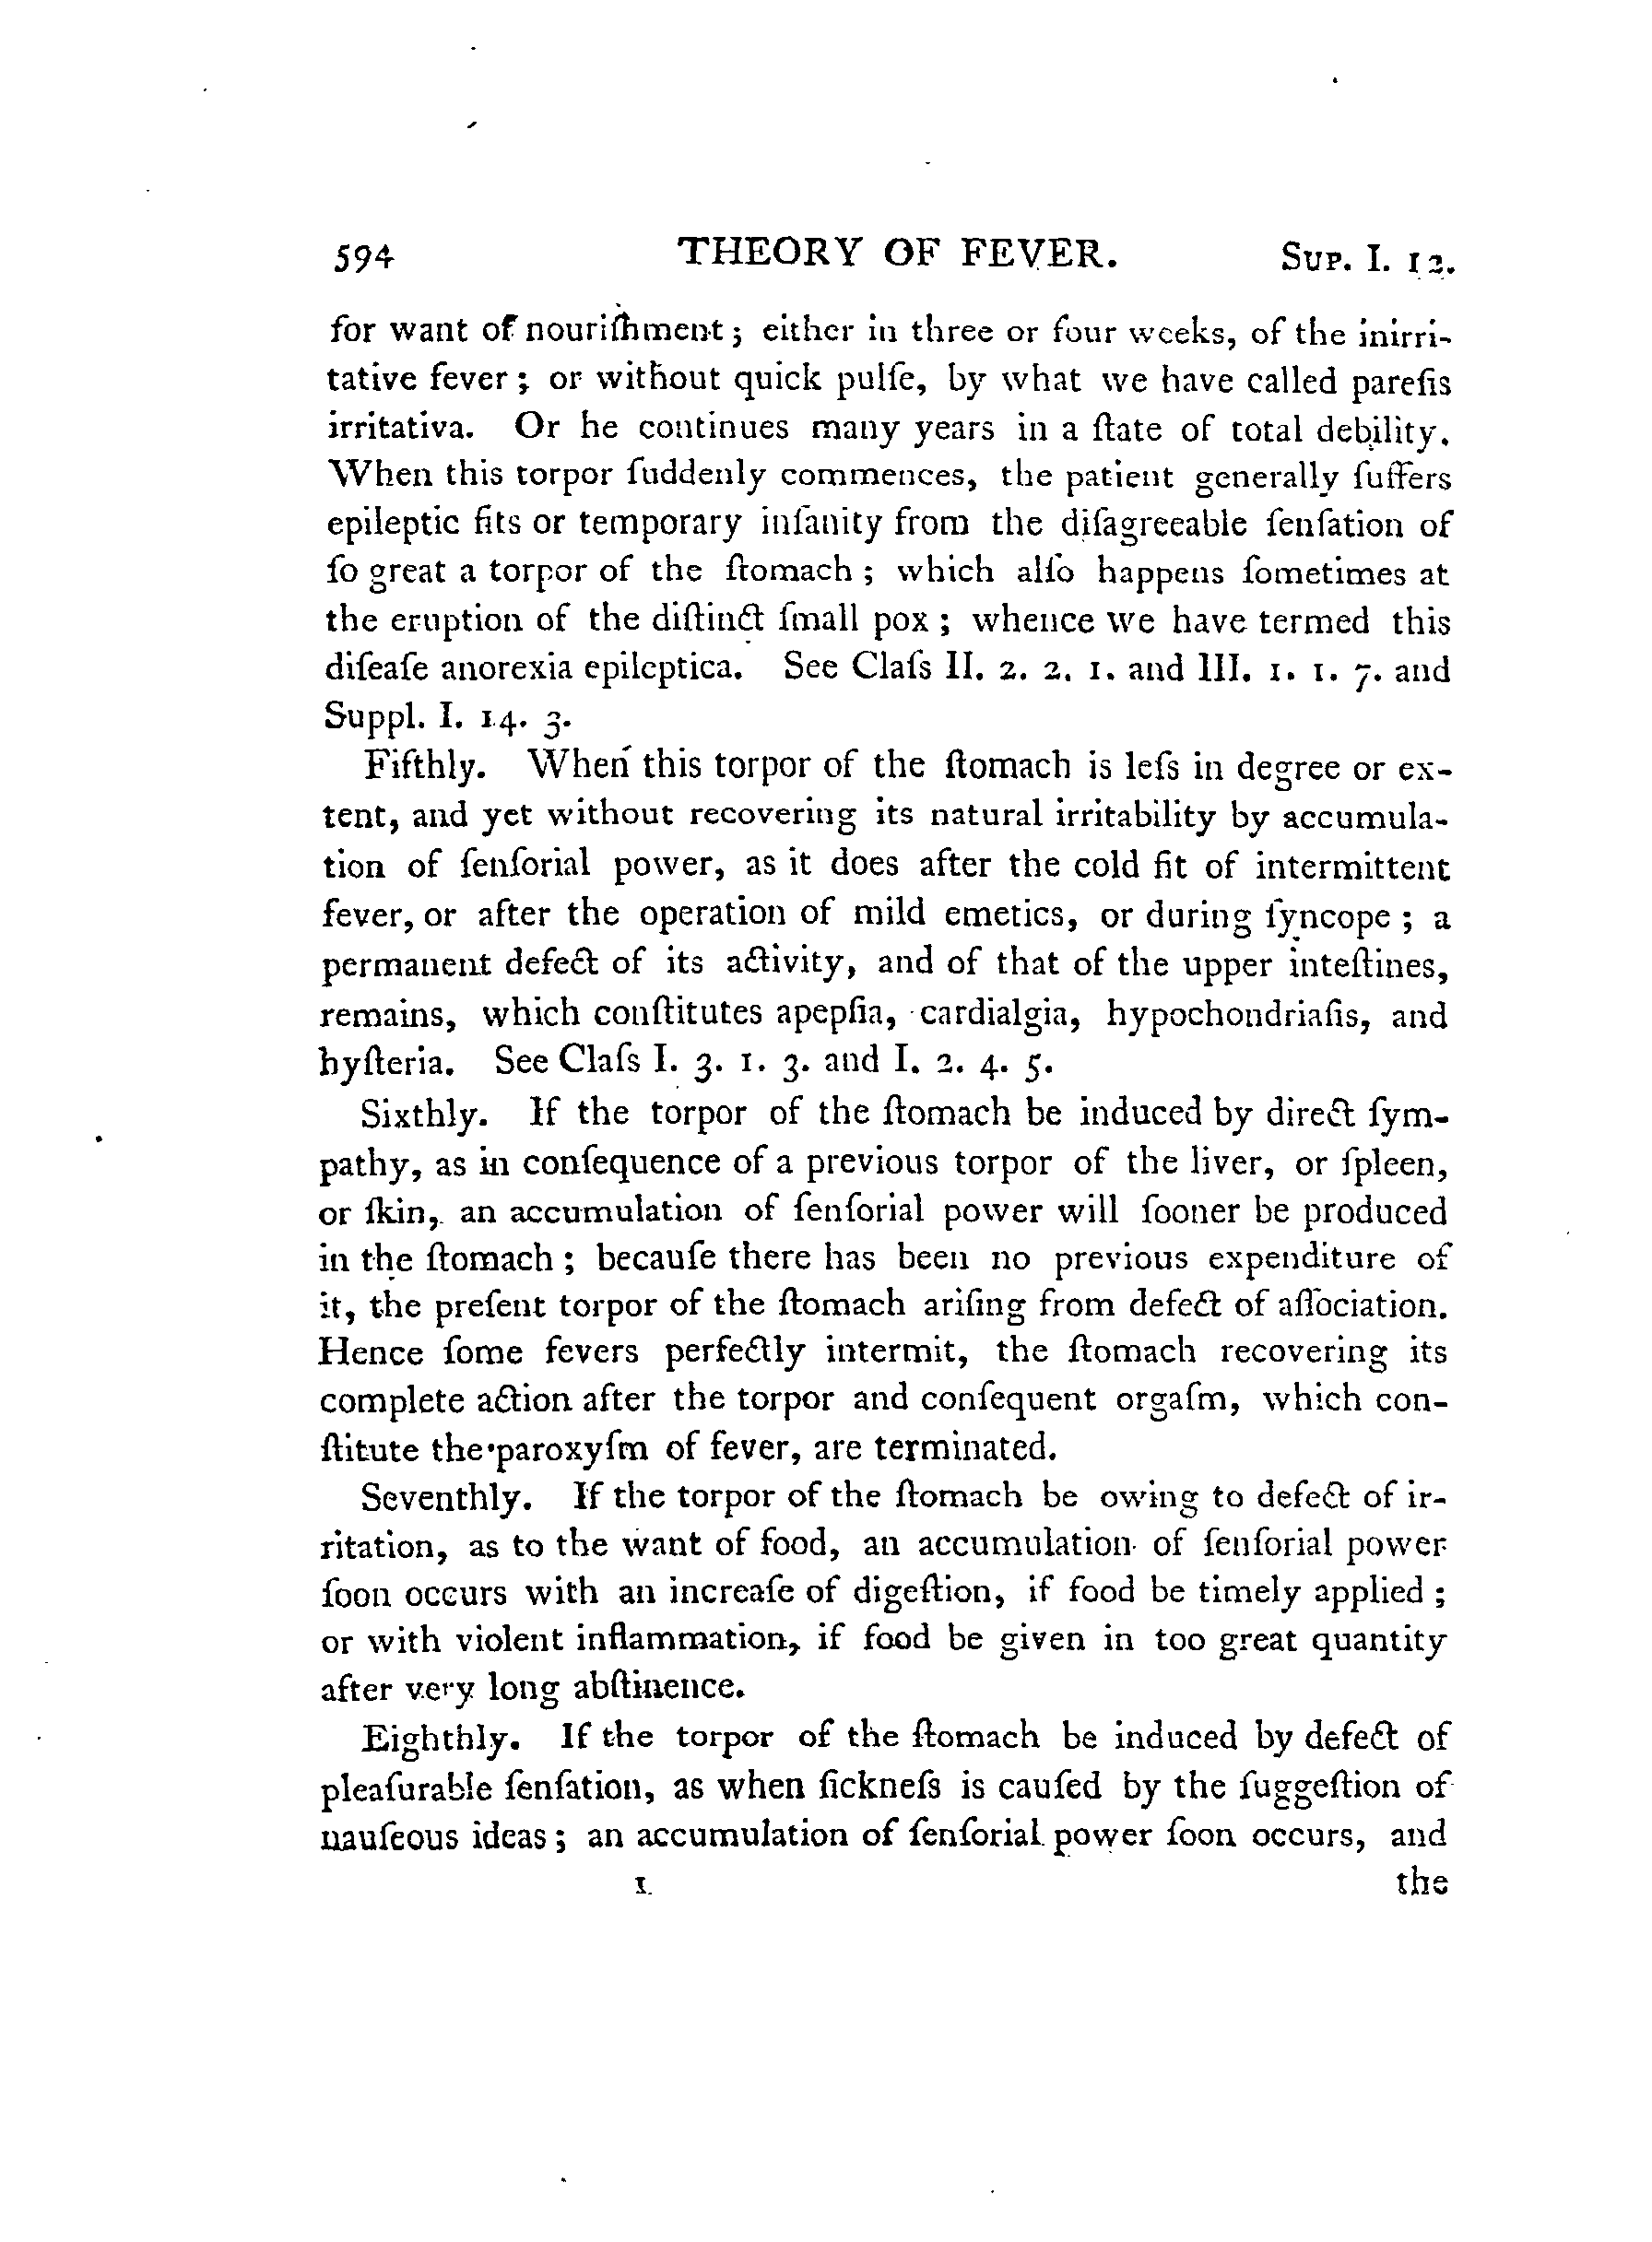 594 THEORY OF FEVER. Sup. I. 12.
for want of nouriſhment; either in three or four weeks, of the inirri-
tative fever; or without quick pulſe, by what we have called pareſis
irritativa. Or he continues many years in a ſtate of total debility.
When this torpor ſuddenly commences, the patient generally ſuffers
epileptic fits or temporary inſanity from the diſagreeable ſenſation of
ſo great a torpor of the ſtomach; which alſo happens ſometimes at
the eruption of the diſtinct ſmall pox; whence we have termed this
diſeaſe anorexia epileptica. See Claſs II. 2. 2. 1. and III. 1. 1. 7. and
Suppl. I. 14. 3.
Fifthly. When this torpor of the ſtomach is leſs in degree or ex-
tent, and yet without recovering its natural irritability by accumula-
tion of ſenſorial power, as it does after the cold fit of intermittent
fever, or after the operation of mild emetics, or during ſyncope; a
permanent defect of its activity, and of that of the upper inteſtines,
remains, which conſtitutes apepſia, cardialgia, hypochondriaſis, and
hyſteria. See Claſs I. 3. 1. 3. and I. 2. 4. 5.
Sixthly. If the torpor of the ſtomach be induced by direct ſym-
pathy, as in conſequence of a previous torpor of the liver, or ſpleen,
or ſkin, an accumulation of ſenſorial power will ſooner be produced
in the ſtomach; becauſe there has been no previous expenditure of
it, the preſent torpor of the ſtomach ariſing from defect of aſſociation.
Hence ſome fevers perfectly intermit, the ſtomach recovering its
complete action after the torpor and conſequent orgaſm, which con-
ſtitute the paroxyſm of fever, are terminated.
Seventhly. If the torpor of the ſtomach be owing to defect of ir-
ritation, as to the want of food, an accumulation of ſenſorial power
ſoon occurs with an increaſe of digeſtion, if food be timely applied;
or with violent inflammation, if food be given in too great quantity
after very long abſtinence.
Eighthly. If the torpor of the ſtomach be induced by defect of
pleaſurable ſenſation, as when ſickneſs is cauſed by the ſuggeſtion of
nauſeous ideas; an accumulation of ſenſorial power ſoon occurs, and
1 the